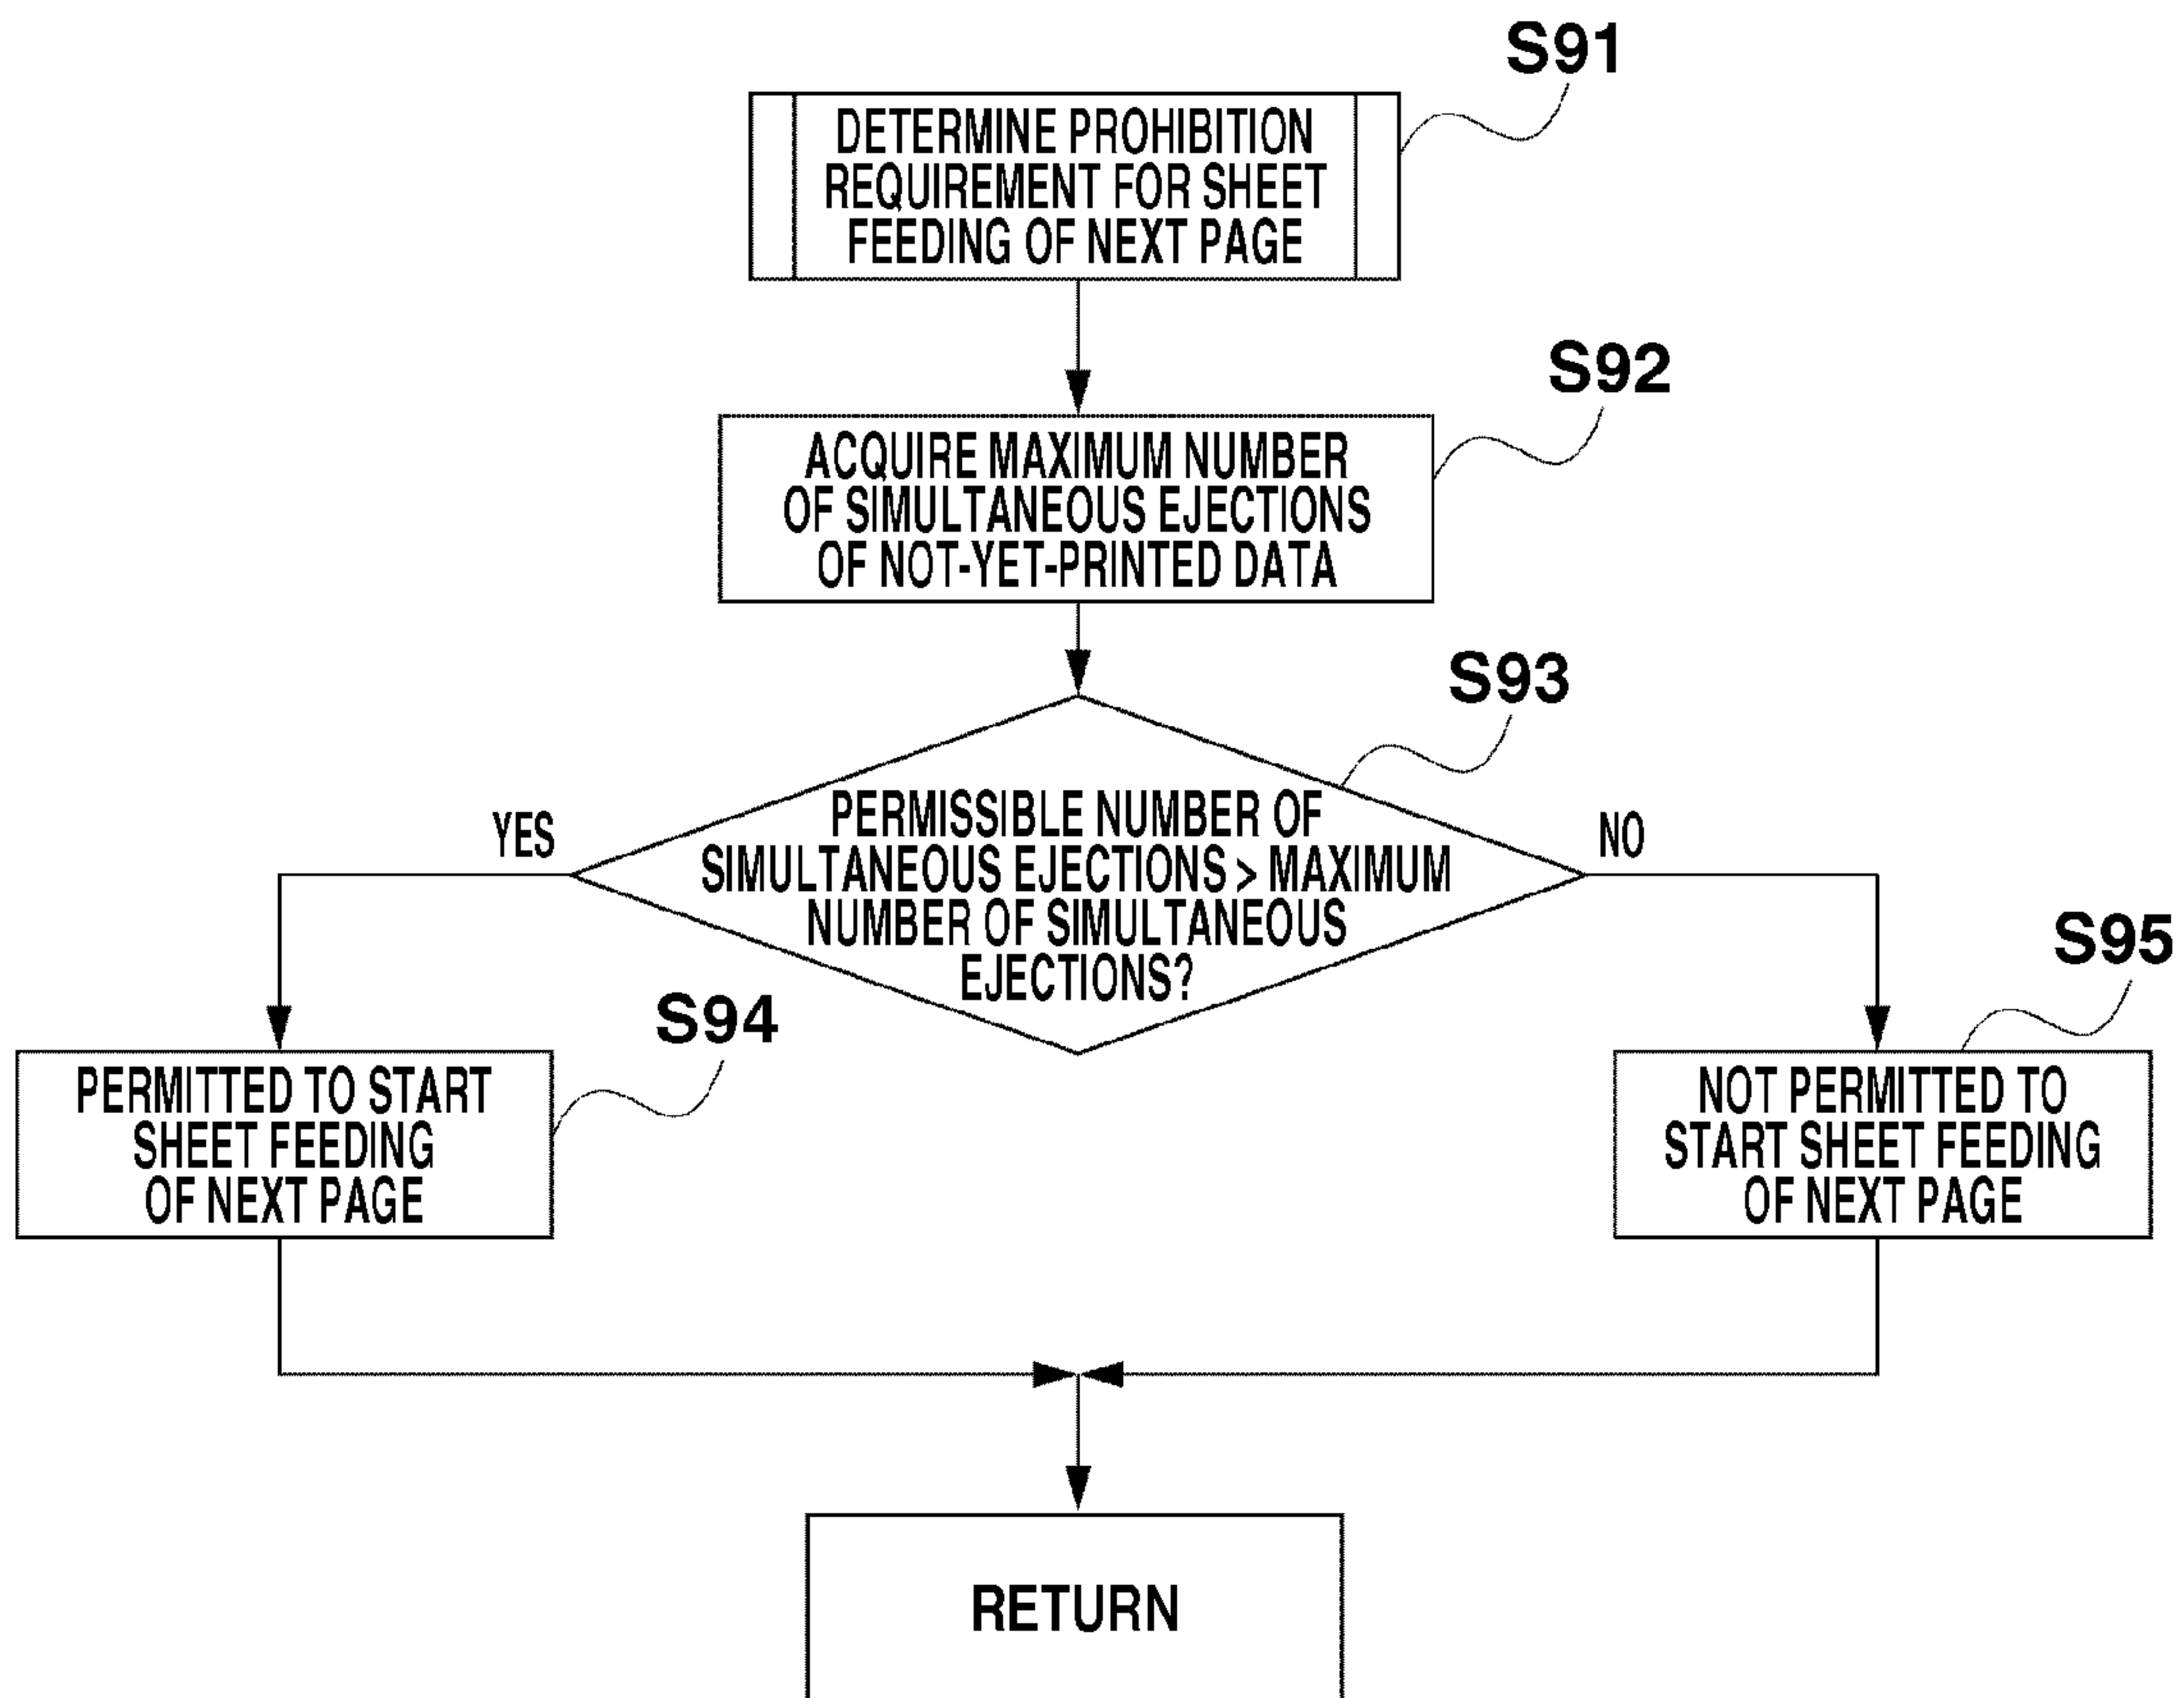 S91
DETERMINE PROHIBITION
REQUIREMENT FOR SHEET
FEEDING OF NEXT PAGE
S92
ACQUIRE MAXIMUM NUMBER
OF SIMULTANEOUS EJECTIONS
OF NOT-YET-PRINTED DATA
S93
PERMISSIBLE NUMBER OF
SIMULTANEOUS EJECTIONS > MAXIMUM
NUMBER OF SIMULTANEOUS
EJECTIONS?
YES
NO
S94
PERMITTED TO START
SHEET FEEDING
OF NEXT PAGE
S95
NOT PERMITTED TO
START SHEET FEEDING
OF NEXT PAGE
RETURN